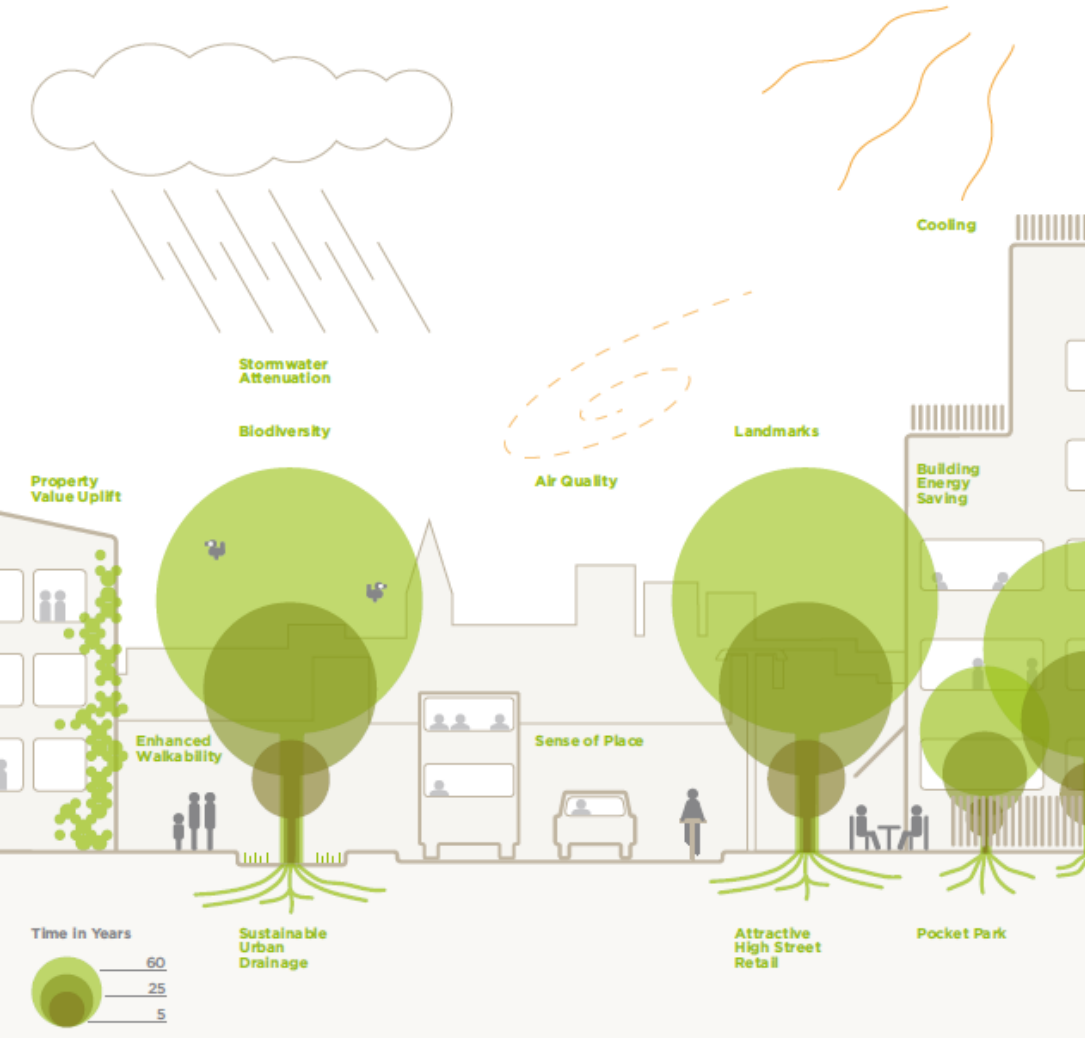 Cooling
Stormwater
Attenuation
Biodiversity
Landmarks
Property
Value Uplift
Air Quality
Building
Energy
Saving
Enhanced
Walkability
Sense of Place
Time in Years
60
25
5
Sustainable
Urban
Drainage
Attractive
High Street
Retail
Pocket Park